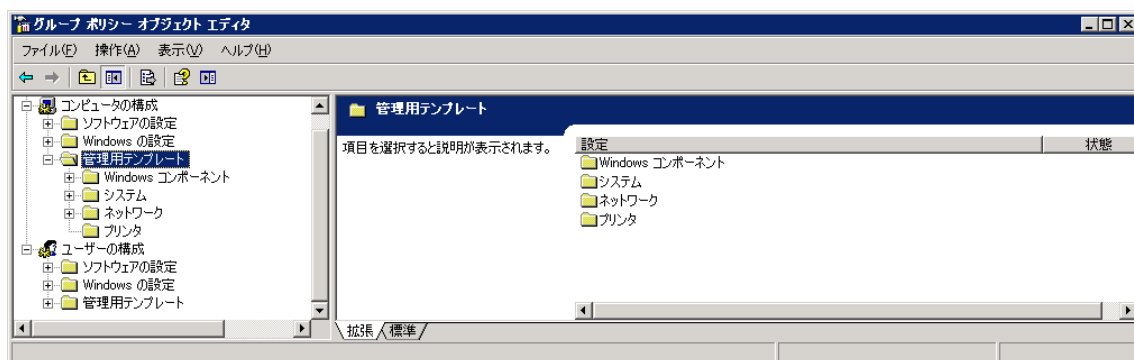 グループ ポリシー オブジェクト エディタ
ファイル(F) 操作(A) 表示(V) ヘルプ(H)
コンピュータの構成
ソフトウェアの設定
Windows の設定
管理用テンプレート
Windows コンポーネント
システム
ネットワーク
プリンタ
ユーザーの構成
ソフトウェアの設定
Windows の設定
管理用テンプレート
管理用テンプレート
項目を選択すると説明が表示されます。
設定 状態
Windows コンポーネント
システム
ネットワーク
プリンタ
拡張 標準